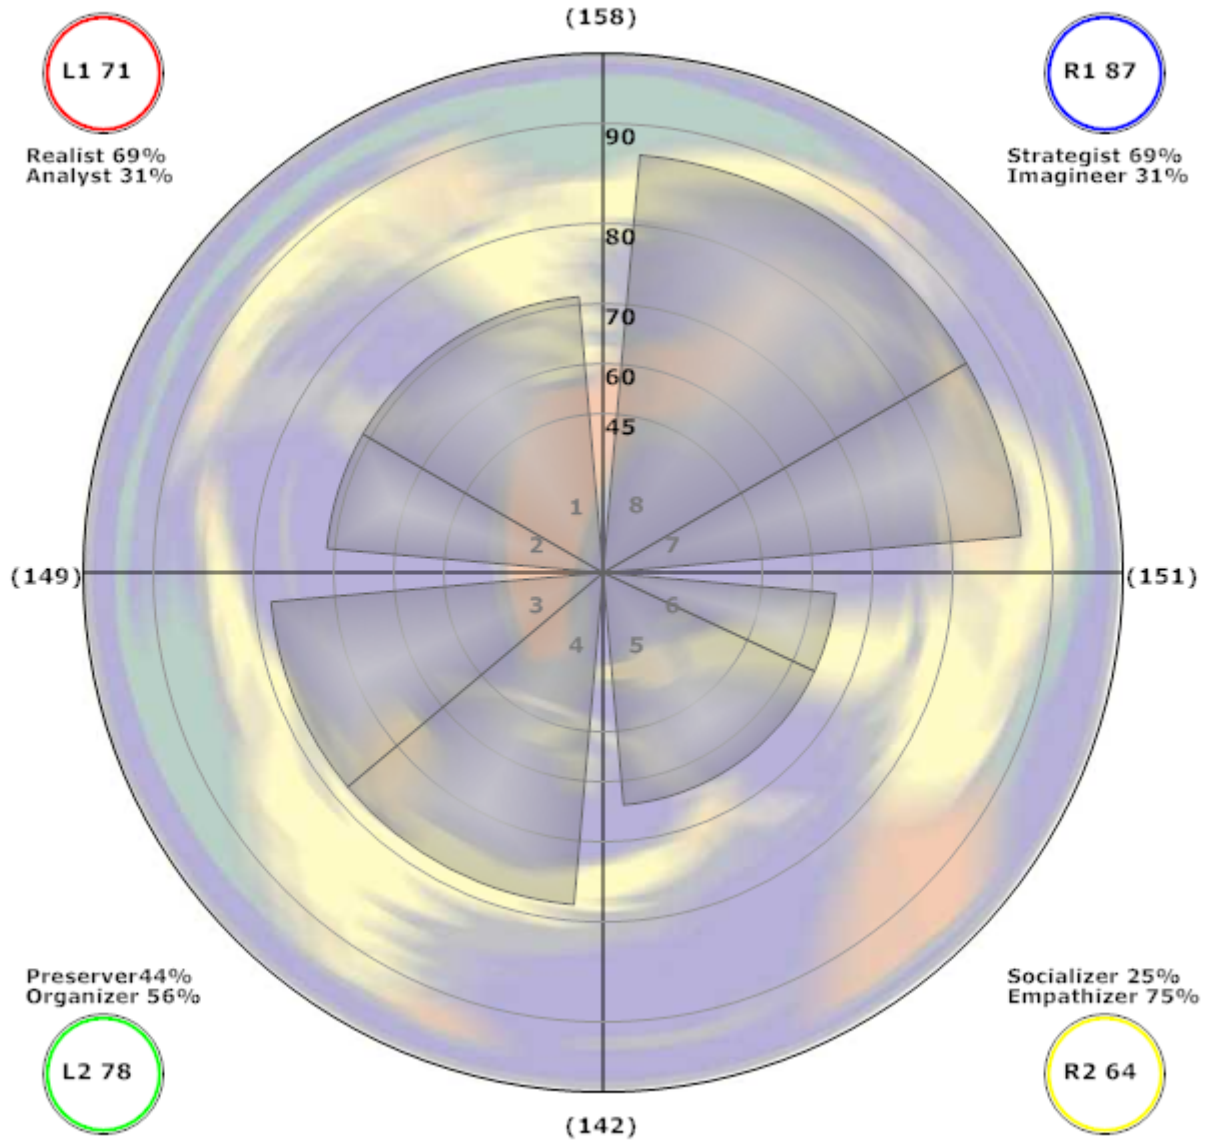 (158)
L1 71
R1 87
Realist 69%
Analyst 31%
Strategist 69%
Imagineer 31%
90
80
70
60
45
1
8
2
7
(149)
(151)
3
6
4
5
Preserver44%
Organizer 56%
Socializer 25%
Empathizer 75%
L2 78
R2 64
(142)